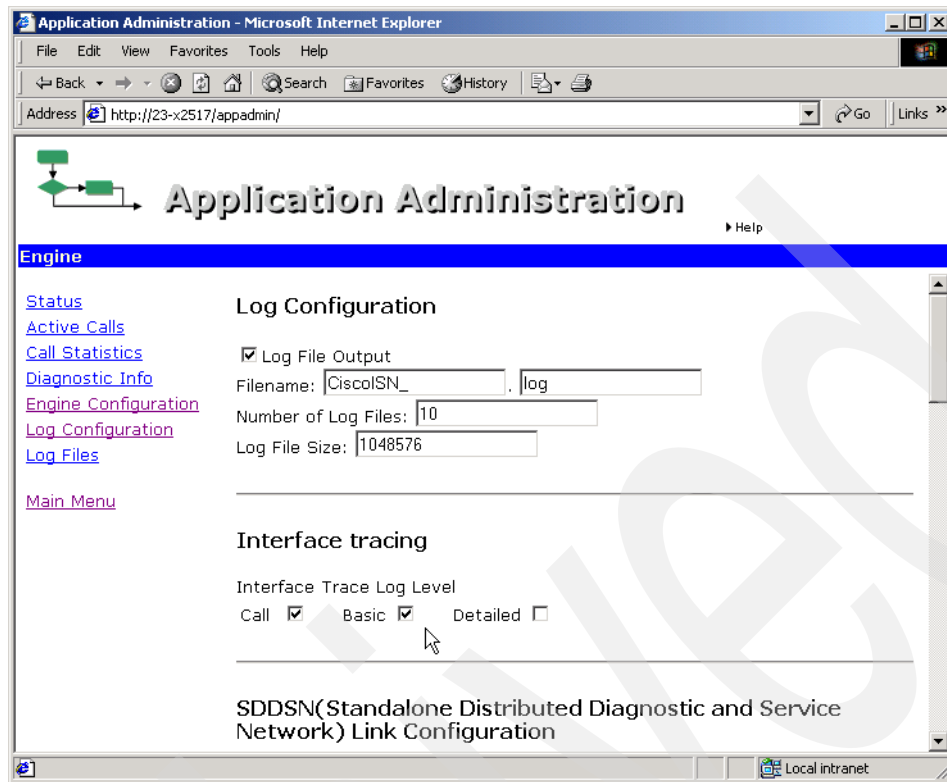 Application Administration - Microsoft Internet Explorer
File Edit View Favorites Tools Help
Back Search Favorites History
Address http://23-x2517/appadmin/ Go Links »
Application Administration
Help
Engine
Status
Active Calls
Call Statistics
Diagnostic Info
Engine Configuration
Log Configuration
Log Files
Main Menu
Log Configuration
Log File Output
Filename: CiscoISN_ . log
Number of Log Files: 10
Log File Size: 1048576
Interface tracing
Interface Trace Log Level
Call Basic Detailed
SDDSN(Standalone Distributed Diagnostic and Service
Network) Link Configuration
Local intranet